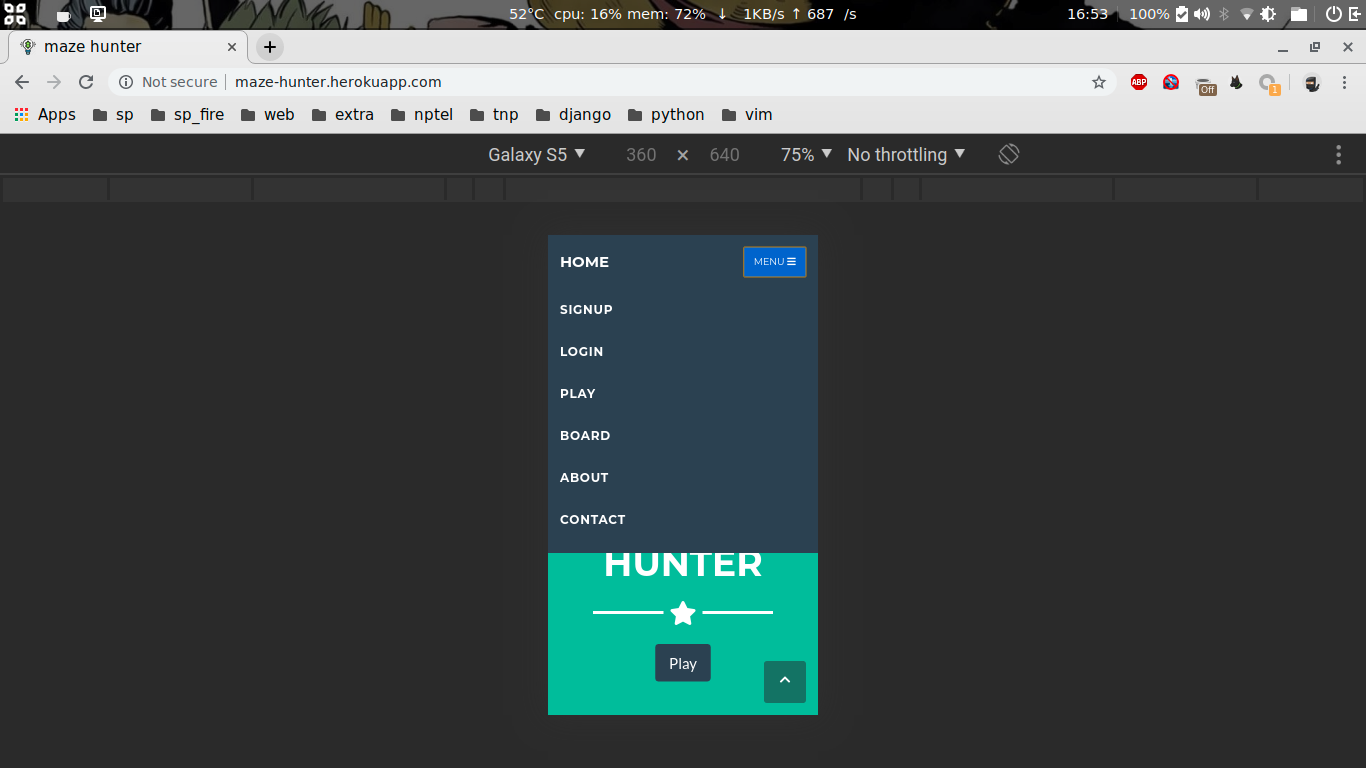 52°C cpu: 16% mem: 72% ↓ 1KB/s ↑ 687 /s 16:53 100%
maze hunter
Not secure maze-hunter.herokuapp.com ABP Off 1
Apps sp sp_fire web extra nptel tnp django python vim
Galaxy S5 360 × 640 75% No throttling
HOME MENU
SIGNUP
LOGIN
PLAY
BOARD
ABOUT
CONTACT
HUNTER
Play